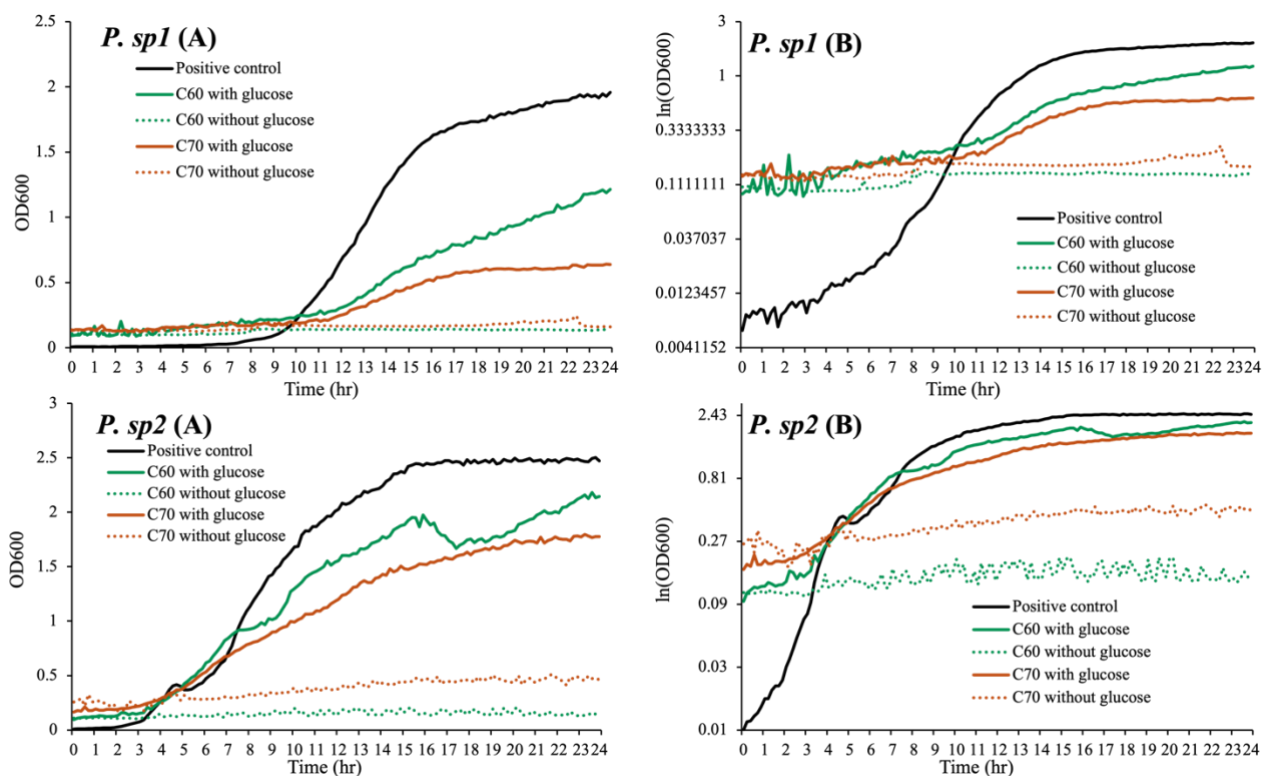 P. sp1 (A)
Positive control
C60 with glucose
C60 without glucose
C70 with glucose
C70 without glucose
OD600
2.5
2
1.5
1
0.5
0
0 1 2 3 4 5 6 7 8 9 10 11 12 13 14 15 16 17 18 19 20 21 22 23 24
Time (hr)
P. sp1 (B)
ln(OD600)
3
1
0.3333333
0.1111111
0.037037
0.0123457
0.0041152
Positive control
C60 with glucose
C60 without glucose
C70 with glucose
C70 without glucose
0 1 2 3 4 5 6 7 8 9 10 11 12 13 14 15 16 17 18 19 20 21 22 23 24
Time (hr)
P. sp2 (A)
Positive control
C60 with glucose
C60 without glucose
C70 with glucose
C70 without glucose
OD600
3
2.5
2
1.5
1
0.5
0
0 1 2 3 4 5 6 7 8 9 10 11 12 13 14 15 16 17 18 19 20 21 22 23 24
Time (hr)
P. sp2 (B)
ln(OD600)
2.43
0.81
0.27
0.09
0.03
0.01
Positive control
C60 with glucose
C60 without glucose
C70 with glucose
C70 without glucose
0 1 2 3 4 5 6 7 8 9 10 11 12 13 14 15 16 17 18 19 20 21 22 23 24
Time (hr)